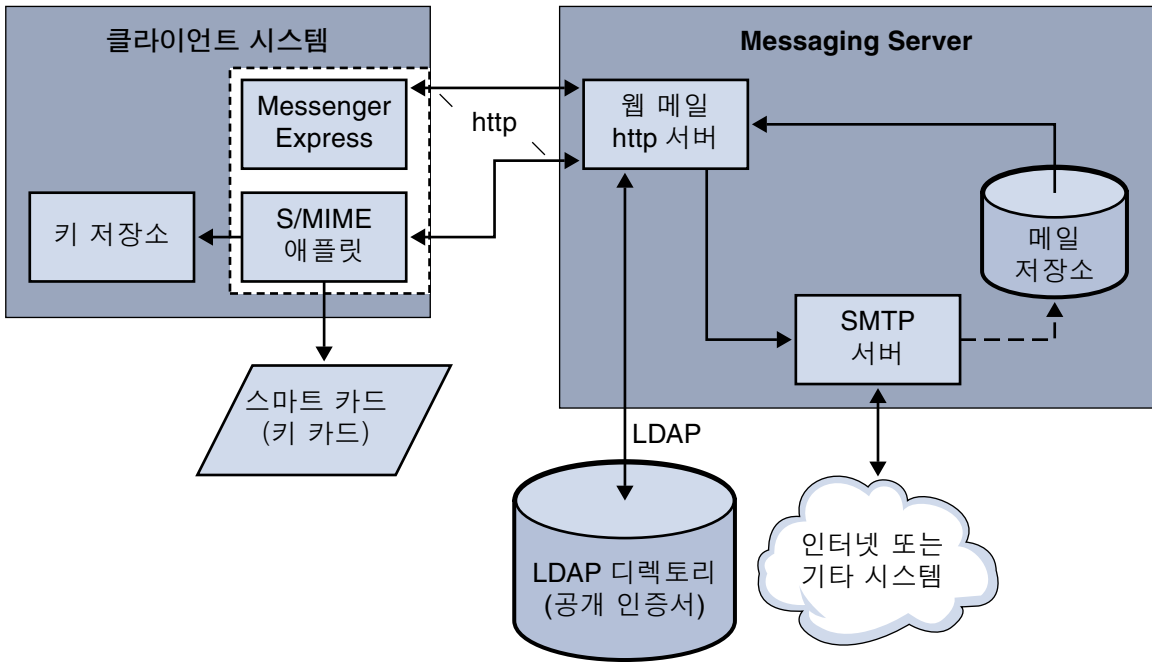 클라이언트 시스템
Messaging Server
Messenger
Express
http
웹 메일
http 서버
키 저장소
S/MIME
애플릿
메일
저장소
SMTP
서버
스마트 카드
(키 카드)
LDAP
LDAP 디렉토리
(공개 인증서)
인터넷 또는
기타 시스템